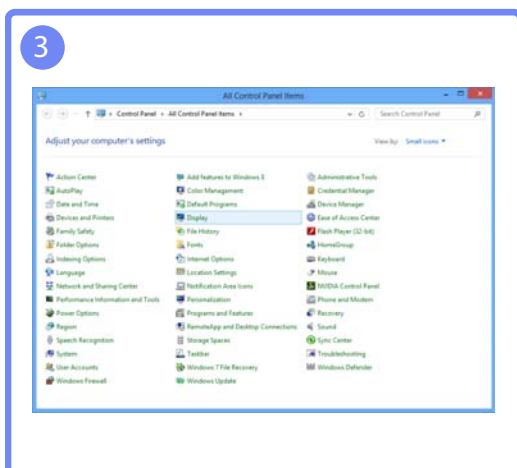 3
All Control Panel Items
Control Panel All Control Panel Items Search Control Panel
Adjust your computer's settings View by: Small icons
Action Center Add features to Windows 8 Administrative Tools
AutoPlay Color Management Credential Manager
Date and Time Default Programs Device Manager
Devices and Printers Display Ease of Access Center
Family Safety File History Flash Player (32-bit)
Folder Options Fonts HomeGroup
Indexing Options Internet Options Keyboard
Language Location Settings Mouse
Network and Sharing Center Notification Area Icons NVIDIA Control Panel
Performance Information and Tools Personalization Phone and Modem
Power Options Programs and Features Recovery
Region RemoteApp and Desktop Connections Sound
Speech Recognition Storage Spaces Sync Center
System Taskbar Troubleshooting
User Accounts Windows 7 File Recovery Windows Defender
Windows Firewall Windows Update